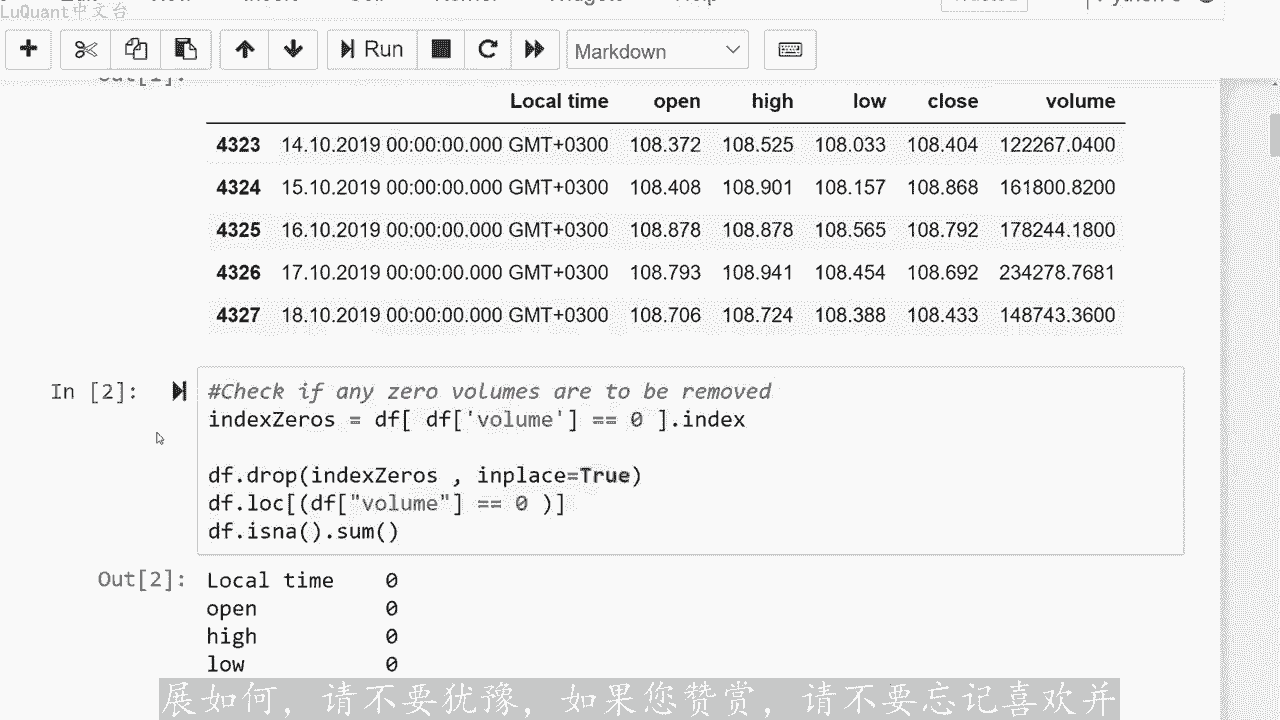 LuQuant中文台
Run
Markdown
Local time open high low close volume
4323 14.10.2019 00:00:00.000 GMT+0300 108.372 108.525 108.033 108.404 122267.0400
4324 15.10.2019 00:00:00.000 GMT+0300 108.408 108.901 108.157 108.868 161800.8200
4325 16.10.2019 00:00:00.000 GMT+0300 108.878 108.878 108.565 108.792 178244.1800
4326 17.10.2019 00:00:00.000 GMT+0300 108.793 108.941 108.454 108.692 234278.7681
4327 18.10.2019 00:00:00.000 GMT+0300 108.706 108.724 108.388 108.433 148743.3600
In [2]:
#Check if any zero volumes are to be removed
indexZeros = df[ df['volume'] == 0 ].index
df.drop(indexZeros , inplace=True)
df.loc[(df["volume"] == 0 )]
df.isna().sum()
Out[2]: Local time 0
open 0
high 0
low 0
展如何，请不要犹豫，如果您赞赏，请不要忘记喜欢并